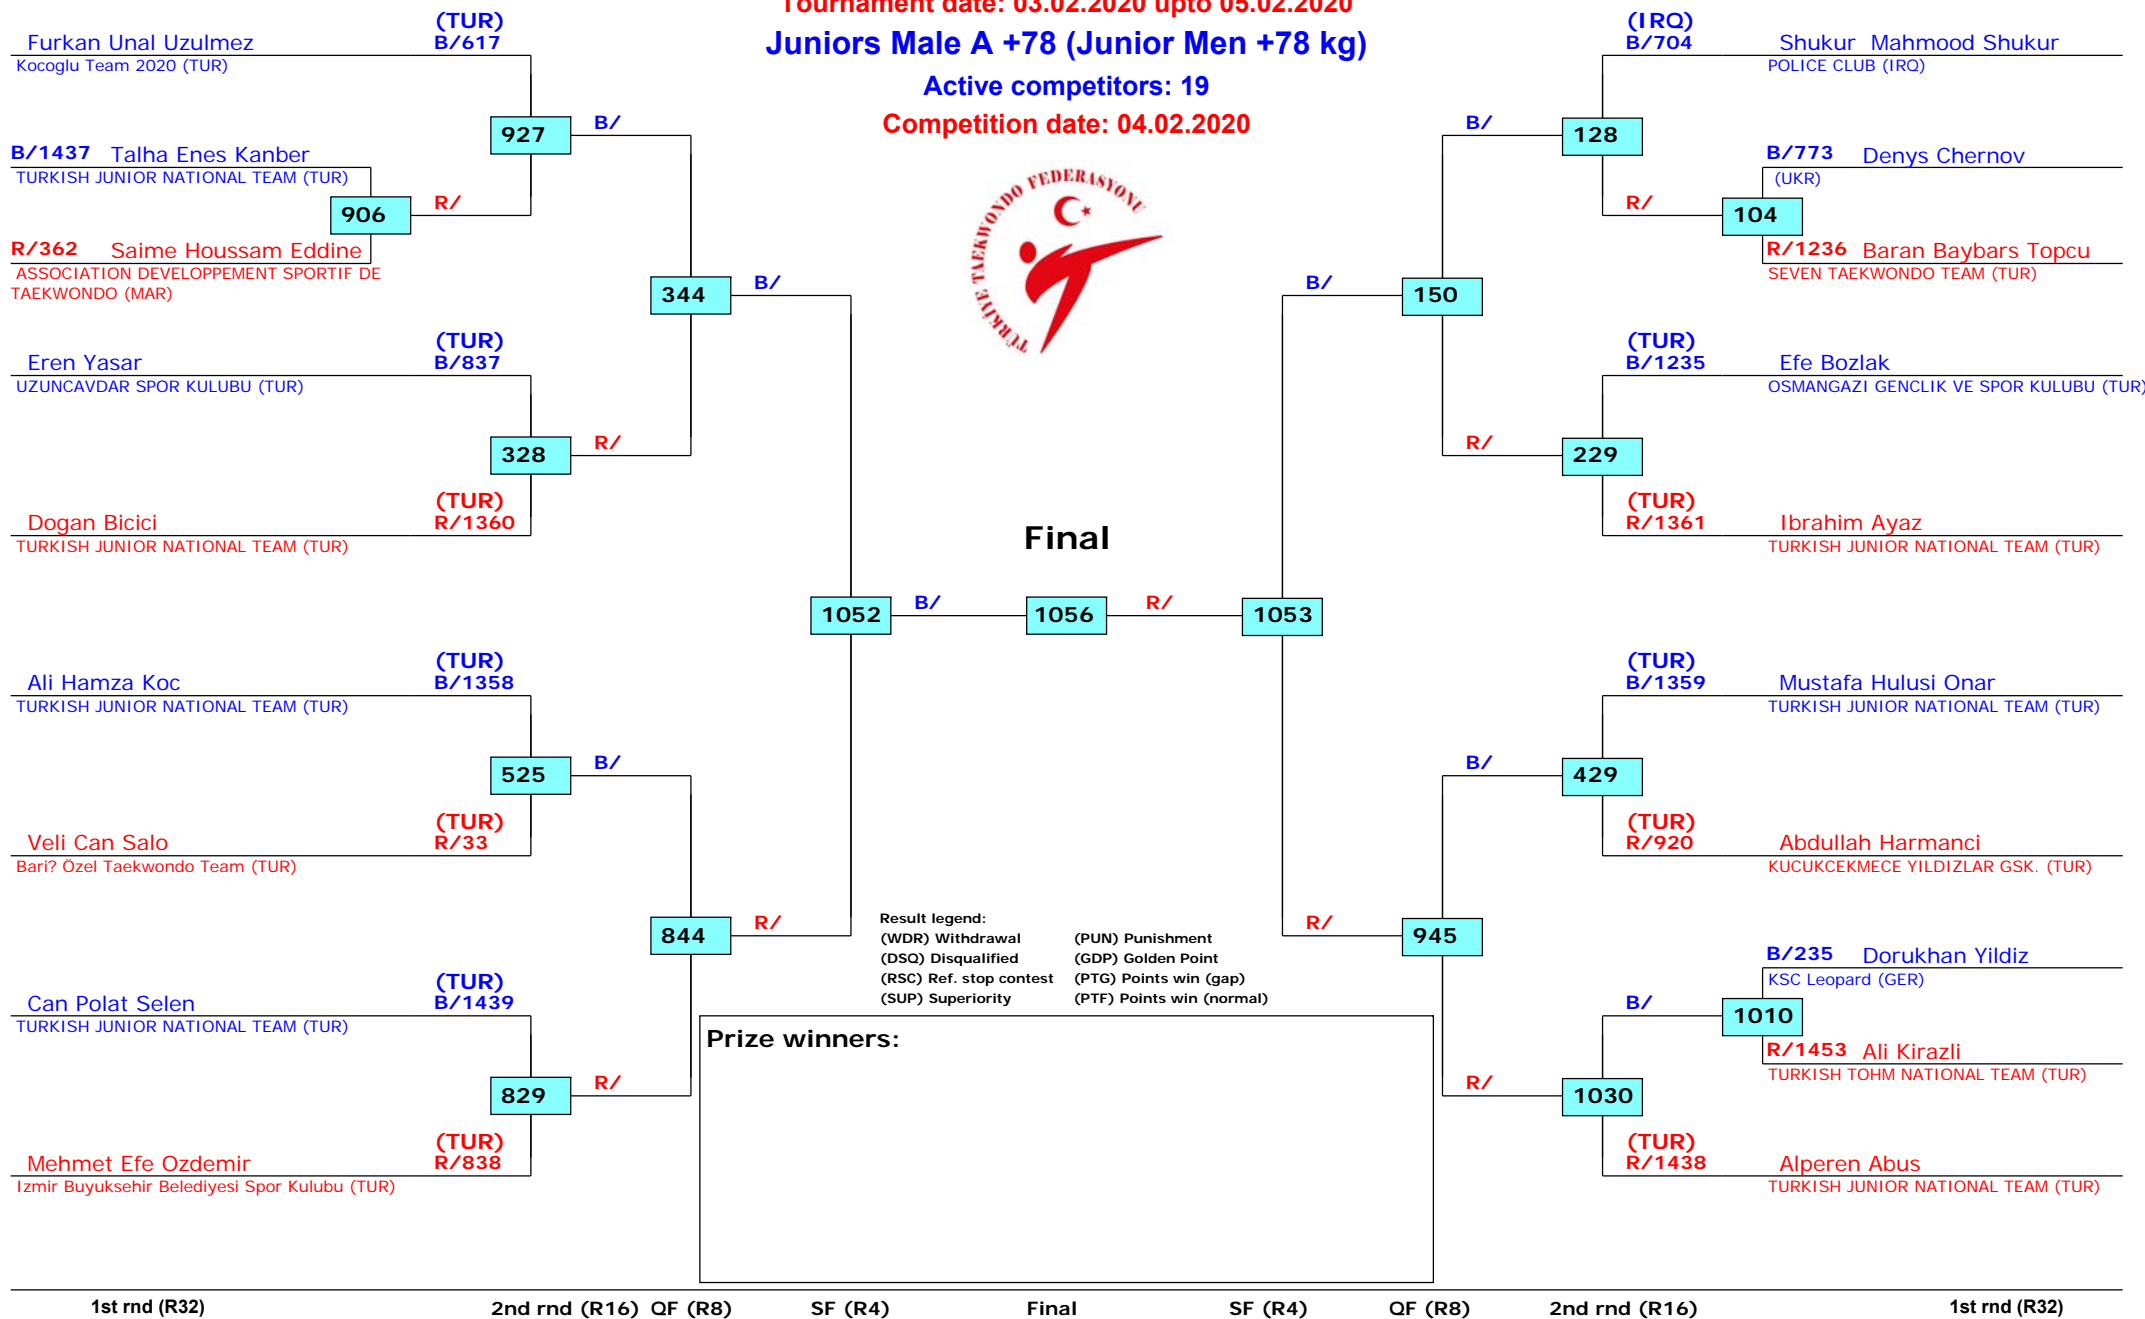 Tournament date: 03.02.2020 upto 05.02.2020
Juniors Male A +78 (Junior Men +78 kg)
Active competitors: 19
Competition date: 04.02.2020
TÜRKİYE TAEKWONDO FEDERASYONU
(TUR)
Furkan Unal Uzulmez B/617
Kocoglu Team 2020 (TUR)
927 B/
B/1437 Talha Enes Kanber
TURKISH JUNIOR NATIONAL TEAM (TUR)
906 R/
R/362 Saime Houssam Eddine
ASSOCIATION DEVELOPPEMENT SPORTIF DE
TAEKWONDO (MAR)
344 B/
(TUR)
Eren Yasar B/837
UZUNCAVDAR SPOR KULUBU (TUR)
328 R/
(TUR)
Dogan Bicici R/1360
TURKISH JUNIOR NATIONAL TEAM (TUR)
1052 B/
(TUR)
Ali Hamza Koc B/1358
TURKISH JUNIOR NATIONAL TEAM (TUR)
525 B/
(TUR)
Veli Can Salo R/33
Bari? Özel Taekwondo Team (TUR)
844 R/
(TUR)
Can Polat Selen B/1439
TURKISH JUNIOR NATIONAL TEAM (TUR)
829 R/
(TUR)
Mehmet Efe Ozdemir R/838
Izmir Buyuksehir Belediyesi Spor Kulubu (TUR)
Final
1056
(IRQ)
B/704 Shukur Mahmood Shukur
POLICE CLUB (IRQ)
B/ 128
B/773 Denys Chernov
(UKR)
R/ 104
R/1236 Baran Baybars Topcu
SEVEN TAEKWONDO TEAM (TUR)
B/ 150
(TUR)
B/1235 Efe Bozlak
OSMANGAZI GENCLIK VE SPOR KULUBU (TUR)
R/ 229
(TUR)
R/1361 Ibrahim Ayaz
TURKISH JUNIOR NATIONAL TEAM (TUR)
R/ 1053
(TUR)
B/1359 Mustafa Hulusi Onar
TURKISH JUNIOR NATIONAL TEAM (TUR)
B/ 429
(TUR)
R/920 Abdullah Harmanci
KUCUKCEKMECE YILDIZLAR GSK. (TUR)
R/ 945
B/235 Dorukhan Yildiz
KSC Leopard (GER)
B/ 1010
R/1453 Ali Kirazli
TURKISH TOHM NATIONAL TEAM (TUR)
R/ 1030
(TUR)
R/1438 Alperen Abus
TURKISH JUNIOR NATIONAL TEAM (TUR)
Result legend:
(WDR) Withdrawal (PUN) Punishment
(DSQ) Disqualified (GDP) Golden Point
(RSC) Ref. stop contest (PTG) Points win (gap)
(SUP) Superiority (PTF) Points win (normal)
Prize winners:
1st rnd (R32) 2nd rnd (R16) QF (R8) SF (R4) Final SF (R4) QF (R8) 2nd rnd (R16) 1st rnd (R32)